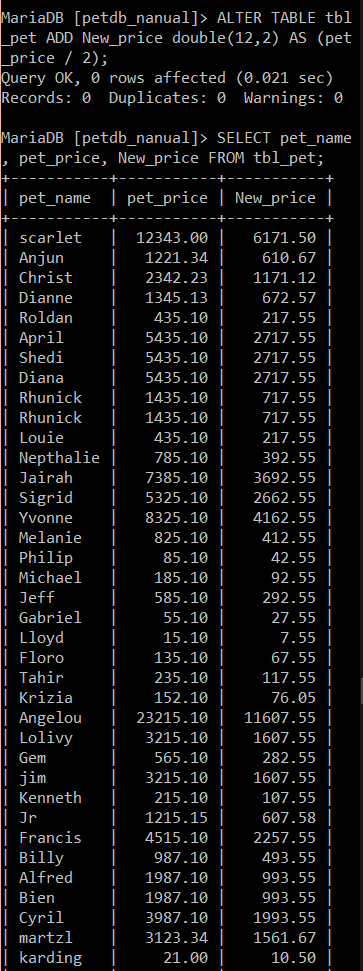 MariaDB [petdb_nanual]> ALTER TABLE tbl
_pet ADD New_price double(12,2) AS (pet
_price / 2);
Query OK, 0 rows affected (0.021 sec)
Records: 0  Duplicates: 0  Warnings: 0

MariaDB [petdb_nanual]> SELECT pet_name
, pet_price, New_price FROM tbl_pet;
+-----------+-----------+-----------+
| pet_name  | pet_price | New_price |
+-----------+-----------+-----------+
| scarlet   |  12343.00 |   6171.50 |
| Anjun     |   1221.34 |    610.67 |
| Christ    |   2342.23 |   1171.12 |
| Dianne    |   1345.13 |    672.57 |
| Roldan    |    435.10 |    217.55 |
| April     |   5435.10 |   2717.55 |
| Shedi     |   5435.10 |   2717.55 |
| Diana     |   5435.10 |   2717.55 |
| Rhunick   |   1435.10 |    717.55 |
| Rhunick   |   1435.10 |    717.55 |
| Louie     |    435.10 |    217.55 |
| Nepthalie |    785.10 |    392.55 |
| Jairah    |   7385.10 |   3692.55 |
| Sigrid    |   5325.10 |   2662.55 |
| Yvonne    |   8325.10 |   4162.55 |
| Melanie   |    825.10 |    412.55 |
| Philip    |     85.10 |     42.55 |
| Michael   |    185.10 |     92.55 |
| Jeff      |    585.10 |    292.55 |
| Gabriel   |     55.10 |     27.55 |
| Lloyd     |     15.10 |      7.55 |
| Floro     |    135.10 |     67.55 |
| Tahir     |    235.10 |    117.55 |
| Krizia    |    152.10 |     76.05 |
| Angelou   |  23215.10 |  11607.55 |
| Lolivy    |   3215.10 |   1607.55 |
| Gem       |    565.10 |    282.55 |
| jim       |   3215.10 |   1607.55 |
| Kenneth   |    215.10 |    107.55 |
| Jr        |   1215.15 |    607.58 |
| Francis   |   4515.10 |   2257.55 |
| Billy     |    987.10 |    493.55 |
| Alfred    |   1987.10 |    993.55 |
| Bien      |   1987.10 |    993.55 |
| Cyril     |   3987.10 |   1993.55 |
| martzl    |   3123.34 |   1561.67 |
| karding   |     21.00 |     10.50 |